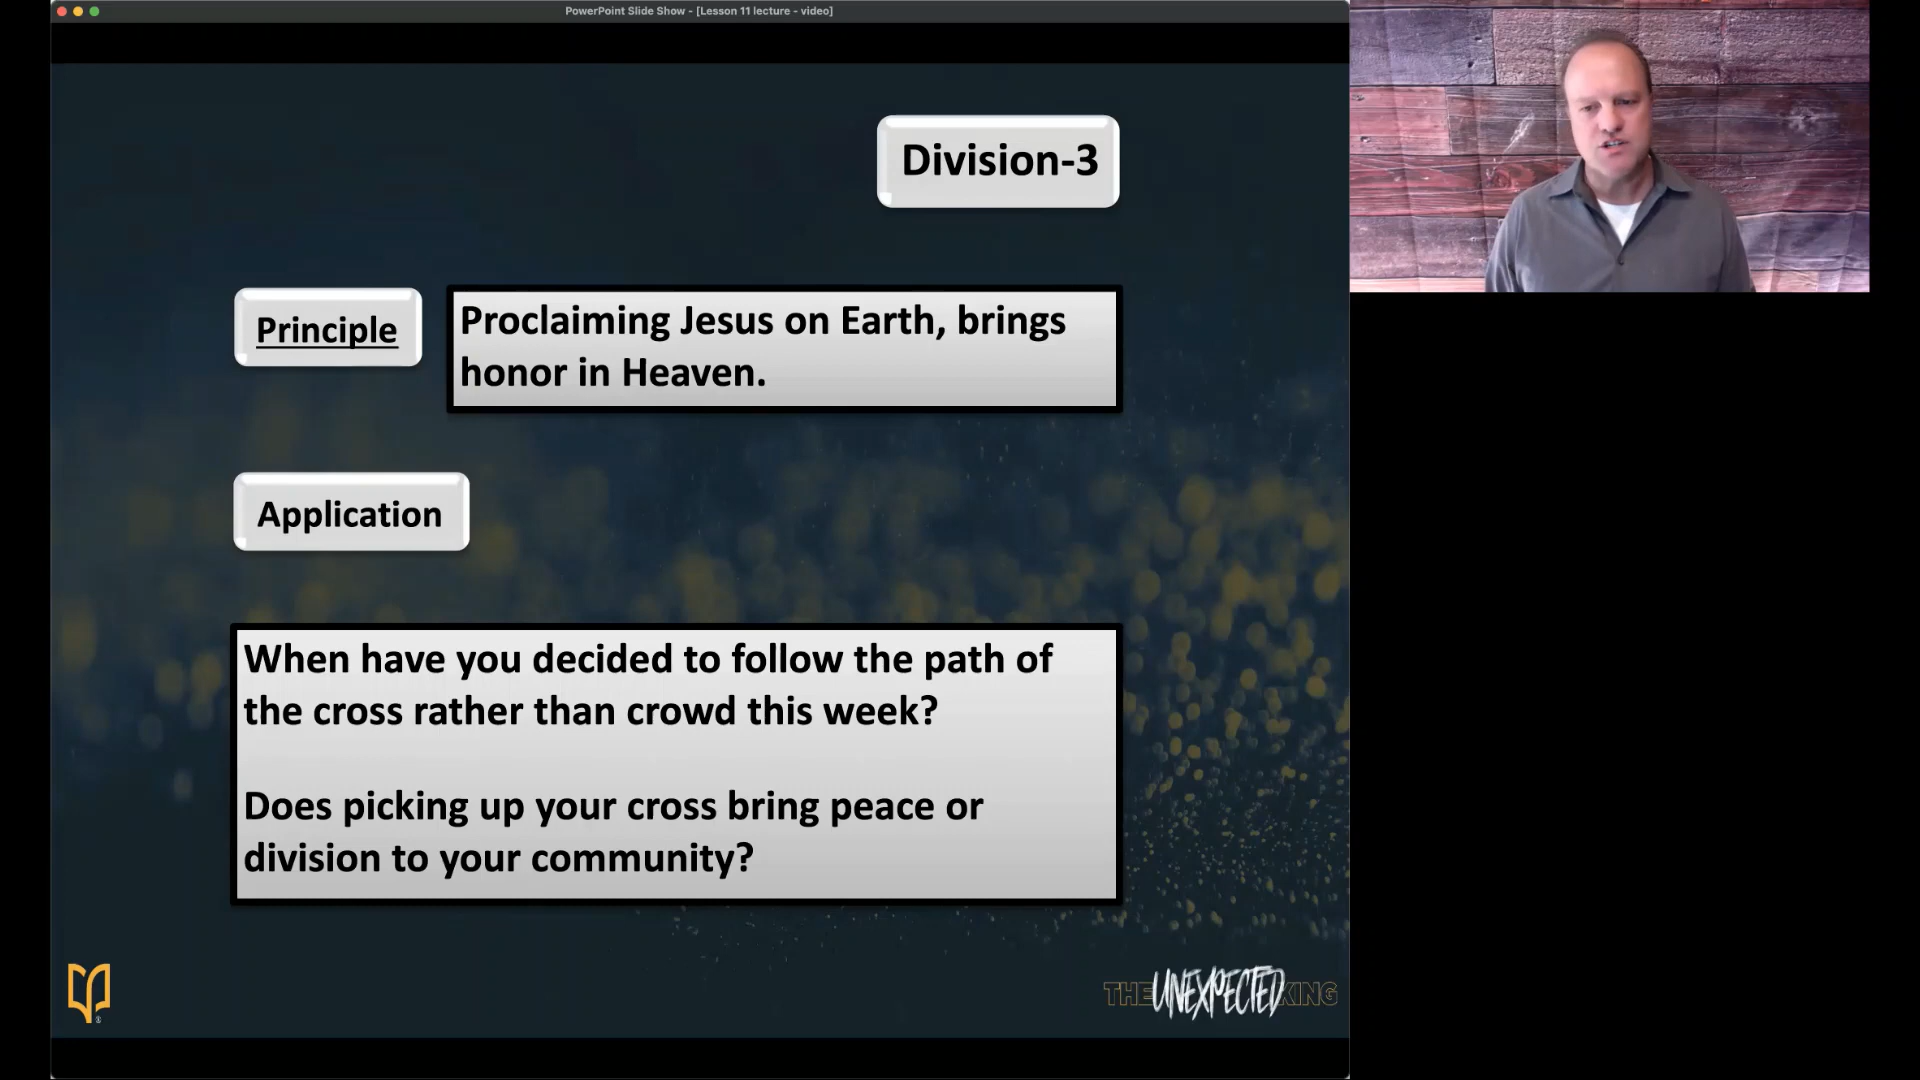 PowerPoint Slide Show - [Lesson 11 lecture - video]
Division-3
Principle
Proclaiming Jesus on Earth, brings
honor in Heaven.
Application
When have you decided to follow the path of
the cross rather than crowd this week?
Does picking up your cross bring peace or
division to your community?
THE UNEXPECTED KING